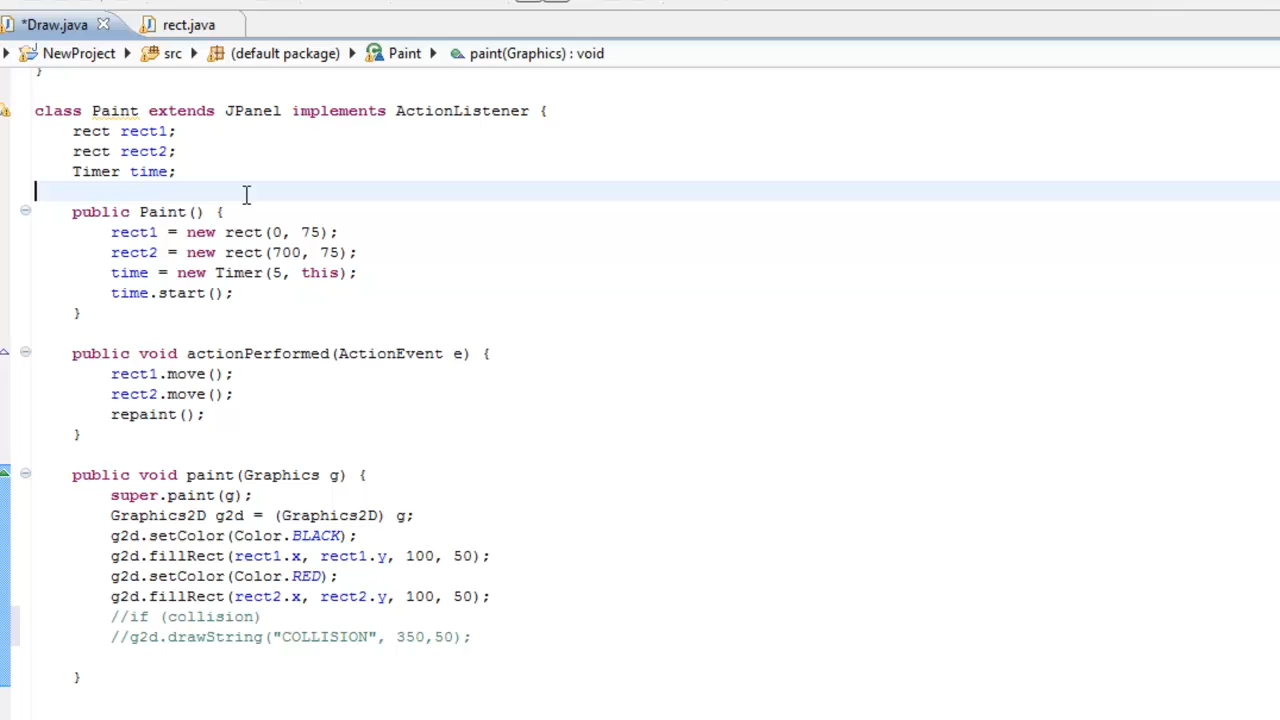 *Draw.java rect.java
NewProject src (default package) Paint paint(Graphics) : void
}
class Paint extends JPanel implements ActionListener {
rect rect1;
rect rect2;
Timer time;
public Paint() {
rect1 = new rect(0, 75);
rect2 = new rect(700, 75);
time = new Timer(5, this);
time.start();
}
public void actionPerformed(ActionEvent e) {
rect1.move();
rect2.move();
repaint();
}
public void paint(Graphics g) {
super.paint(g);
Graphics2D g2d = (Graphics2D) g;
g2d.setColor(Color.BLACK);
g2d.fillRect(rect1.x, rect1.y, 100, 50);
g2d.setColor(Color.RED);
g2d.fillRect(rect2.x, rect2.y, 100, 50);
//if (collision)
//g2d.drawString("COLLISION", 350,50);
}